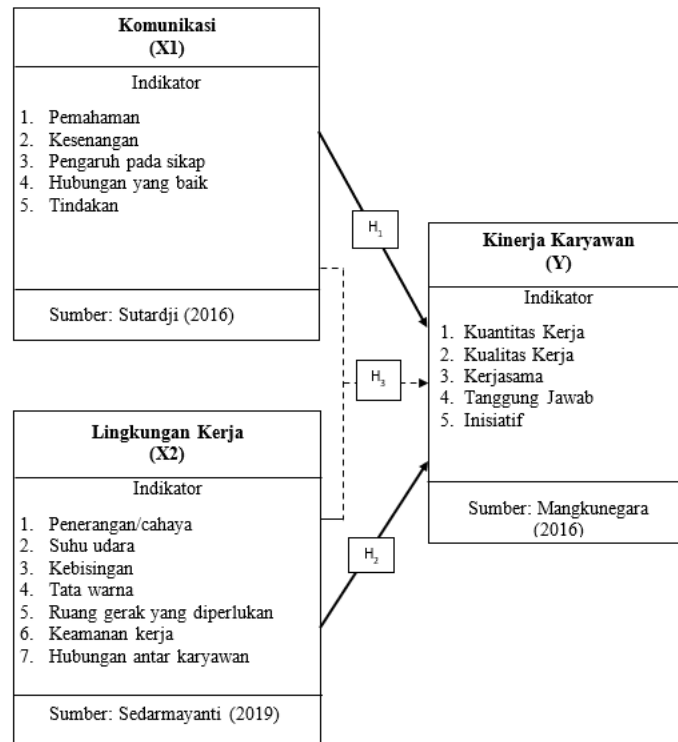 Komunikasi
(X1)
Indikator
1. Pemahaman
2. Kesenangan
3. Pengaruh pada sikap
4. Hubungan yang baik
5. Tindakan
Sumber: Sutardji (2016)
H1
H3
H2
Lingkungan Kerja
(X2)
Indikator
1. Penerangan/cahaya
2. Suhu udara
3. Kebisingan
4. Tata warna
5. Ruang gerak yang diperlukan
6. Keamanan kerja
7. Hubungan antar karyawan
Sumber: Sedarmayanti (2019)
Kinerja Karyawan
(Y)
Indikator
1. Kuantitas Kerja
2. Kualitas Kerja
3. Kerjasama
4. Tanggung Jawab
5. Inisiatif
Sumber: Mangkunegara
(2016)